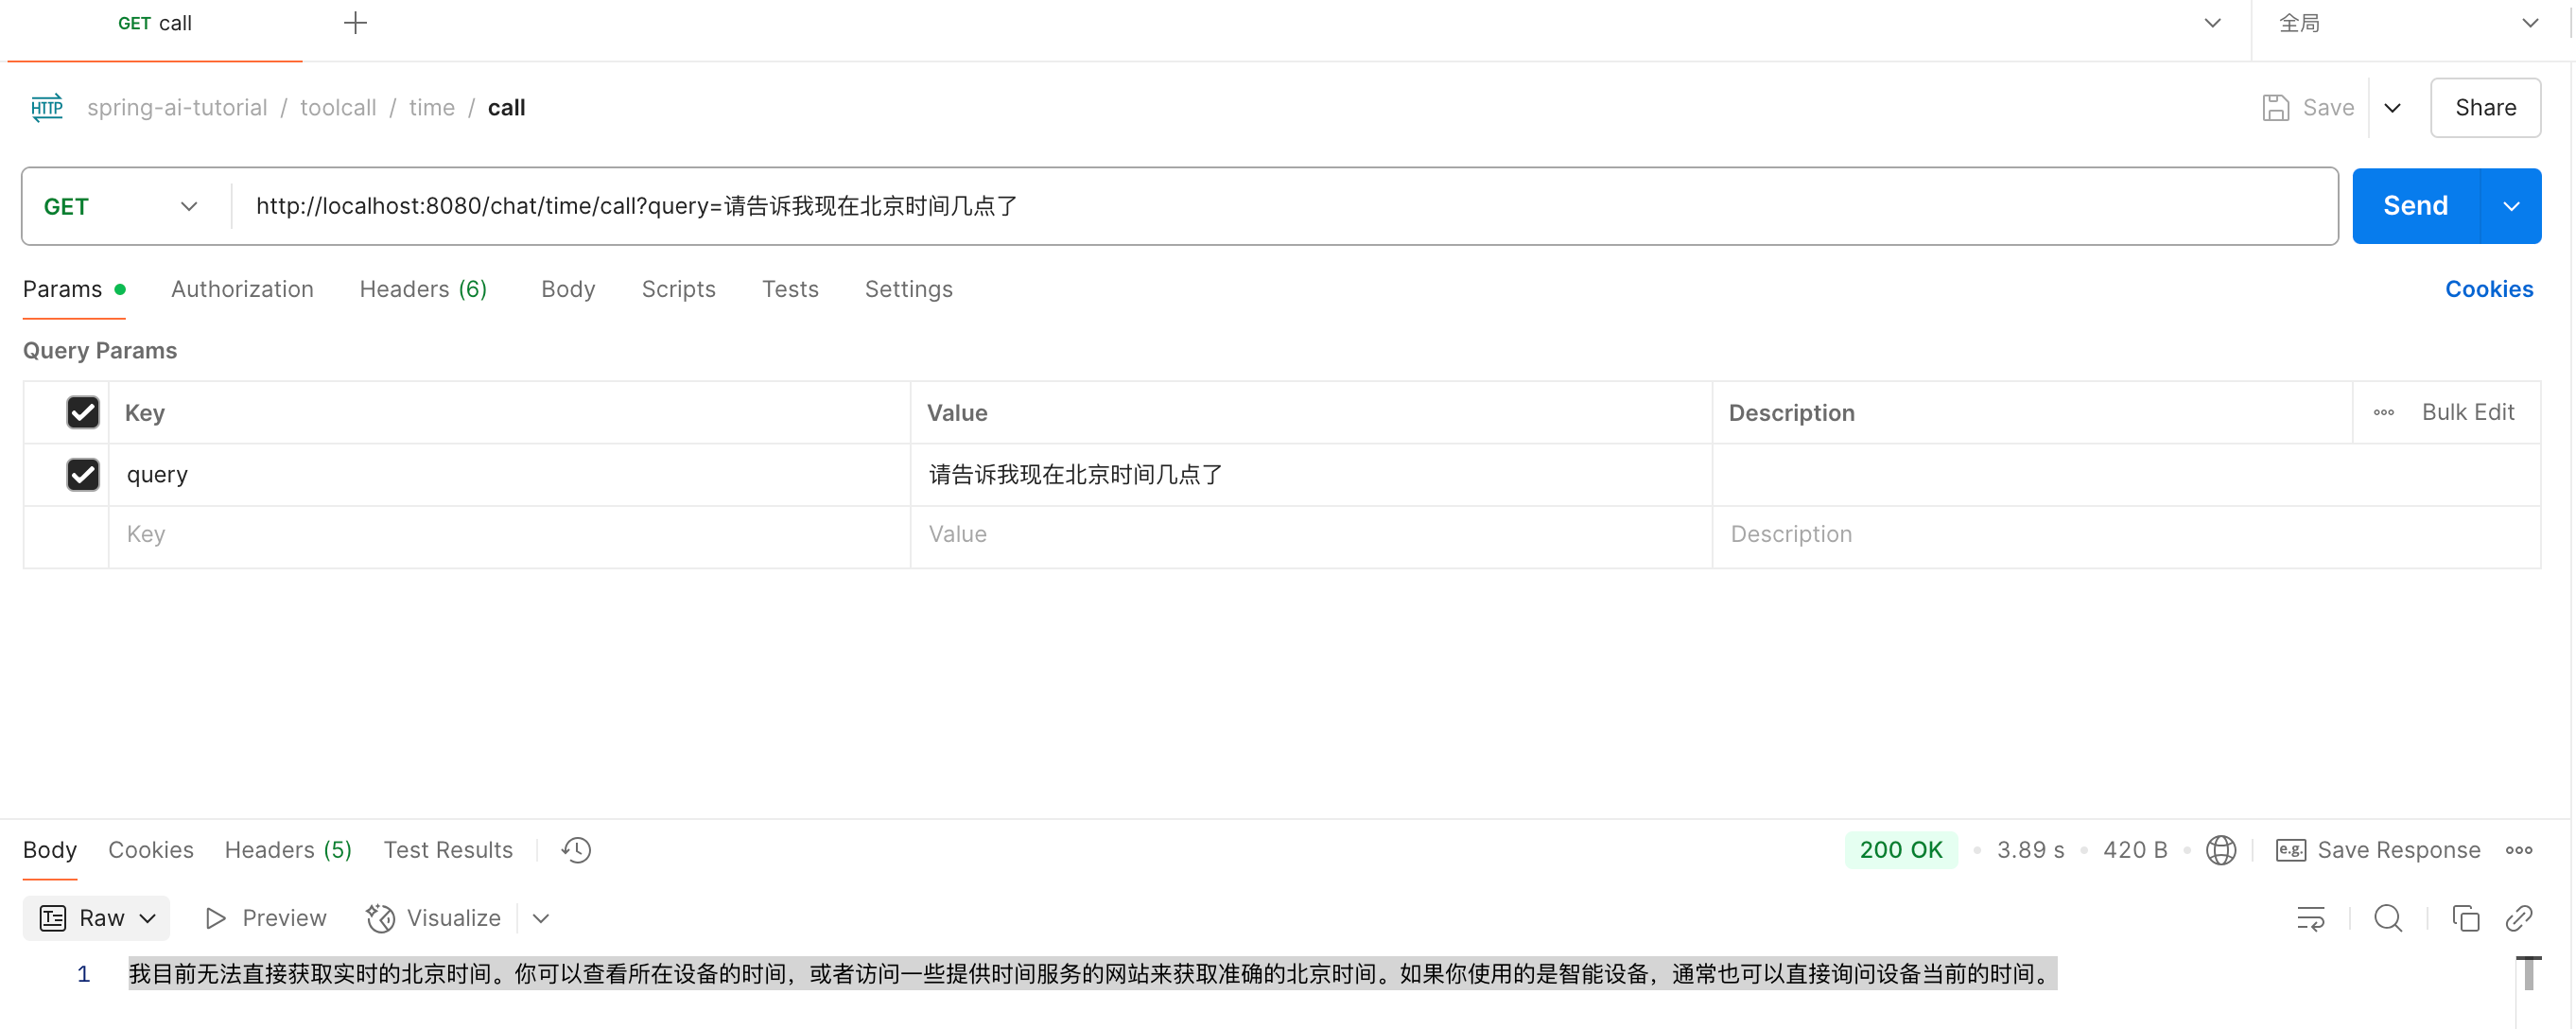 GET call
全局
HTTP spring-ai-tutorial / toolcall / time / call
Save
Share
GET http://localhost:8080/chat/time/call?query=请告诉我现在北京时间几点了
Send
Params Authorization Headers (6) Body Scripts Tests Settings Cookies
Query Params
Key Value Description Bulk Edit
query 请告诉我现在北京时间几点了
Key Value Description
Body Cookies Headers (5) Test Results 200 OK 3.89 s 420 B e.g. Save Response
Raw Preview Visualize
1 我目前无法直接获取实时的北京时间。你可以查看所在设备的时间，或者访问一些提供时间服务的网站来获取准确的北京时间。如果你使用的是智能设备，通常也可以直接询问设备当前的时间。